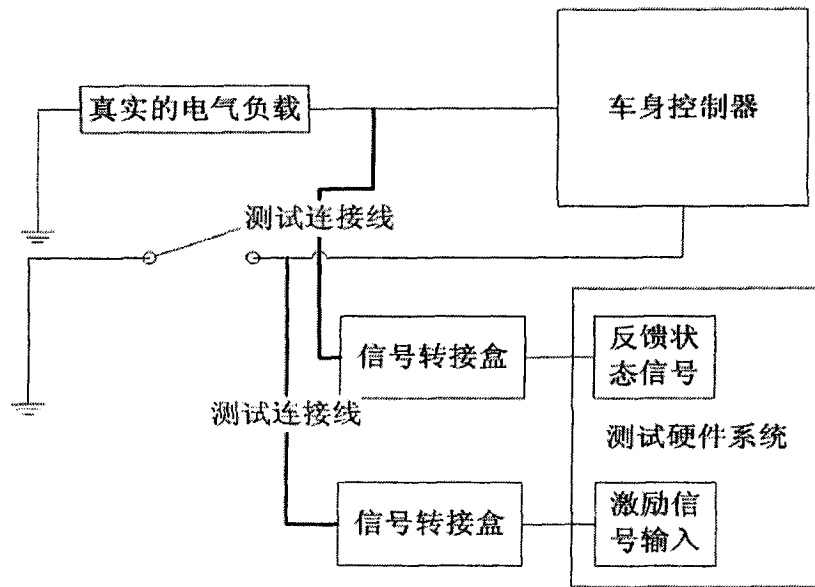 真实的电气负载
车身控制器
测试连接线
信号转接盒
反馈状
态信号
测试连接线
测试硬件系统
信号转接盒
激励信
号输入